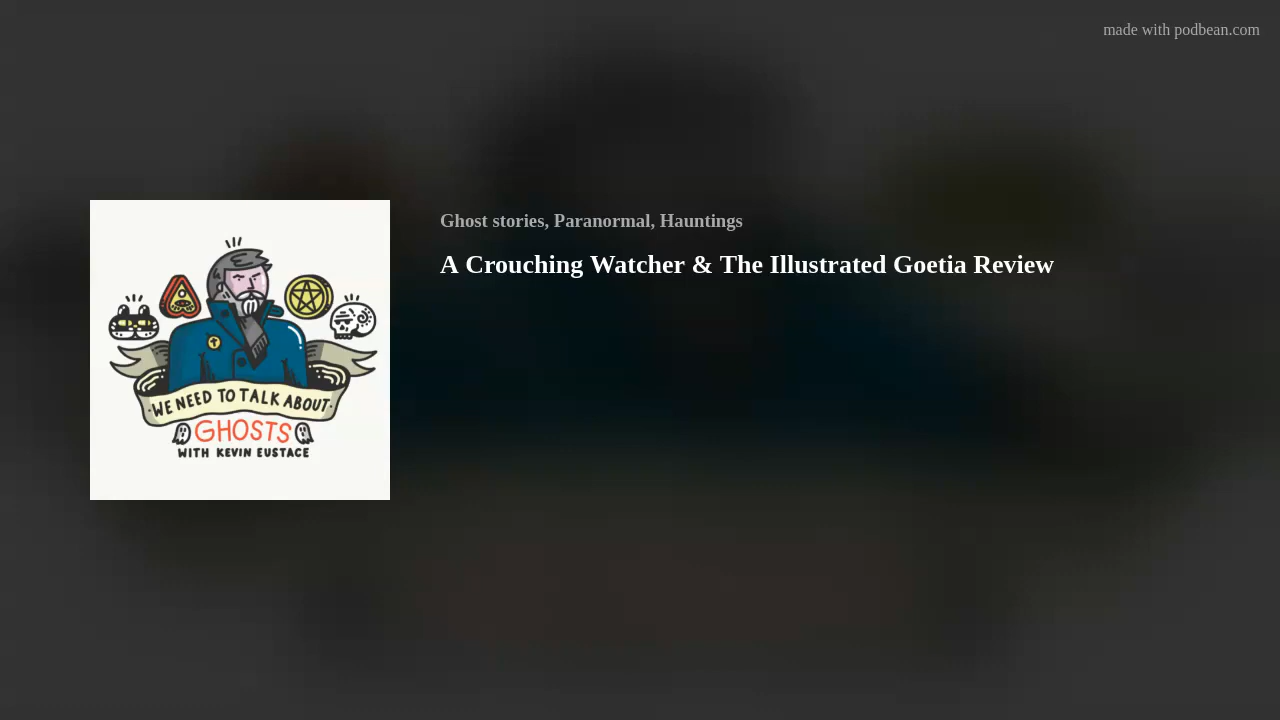 made with podbean.com
Ghost stories, Paranormal, Hauntings
A Crouching Watcher & The Illustrated Goetia Review
·WE NEED TO TALK ABOUT·
GHOSTS
WITH KEVIN EUSTACE